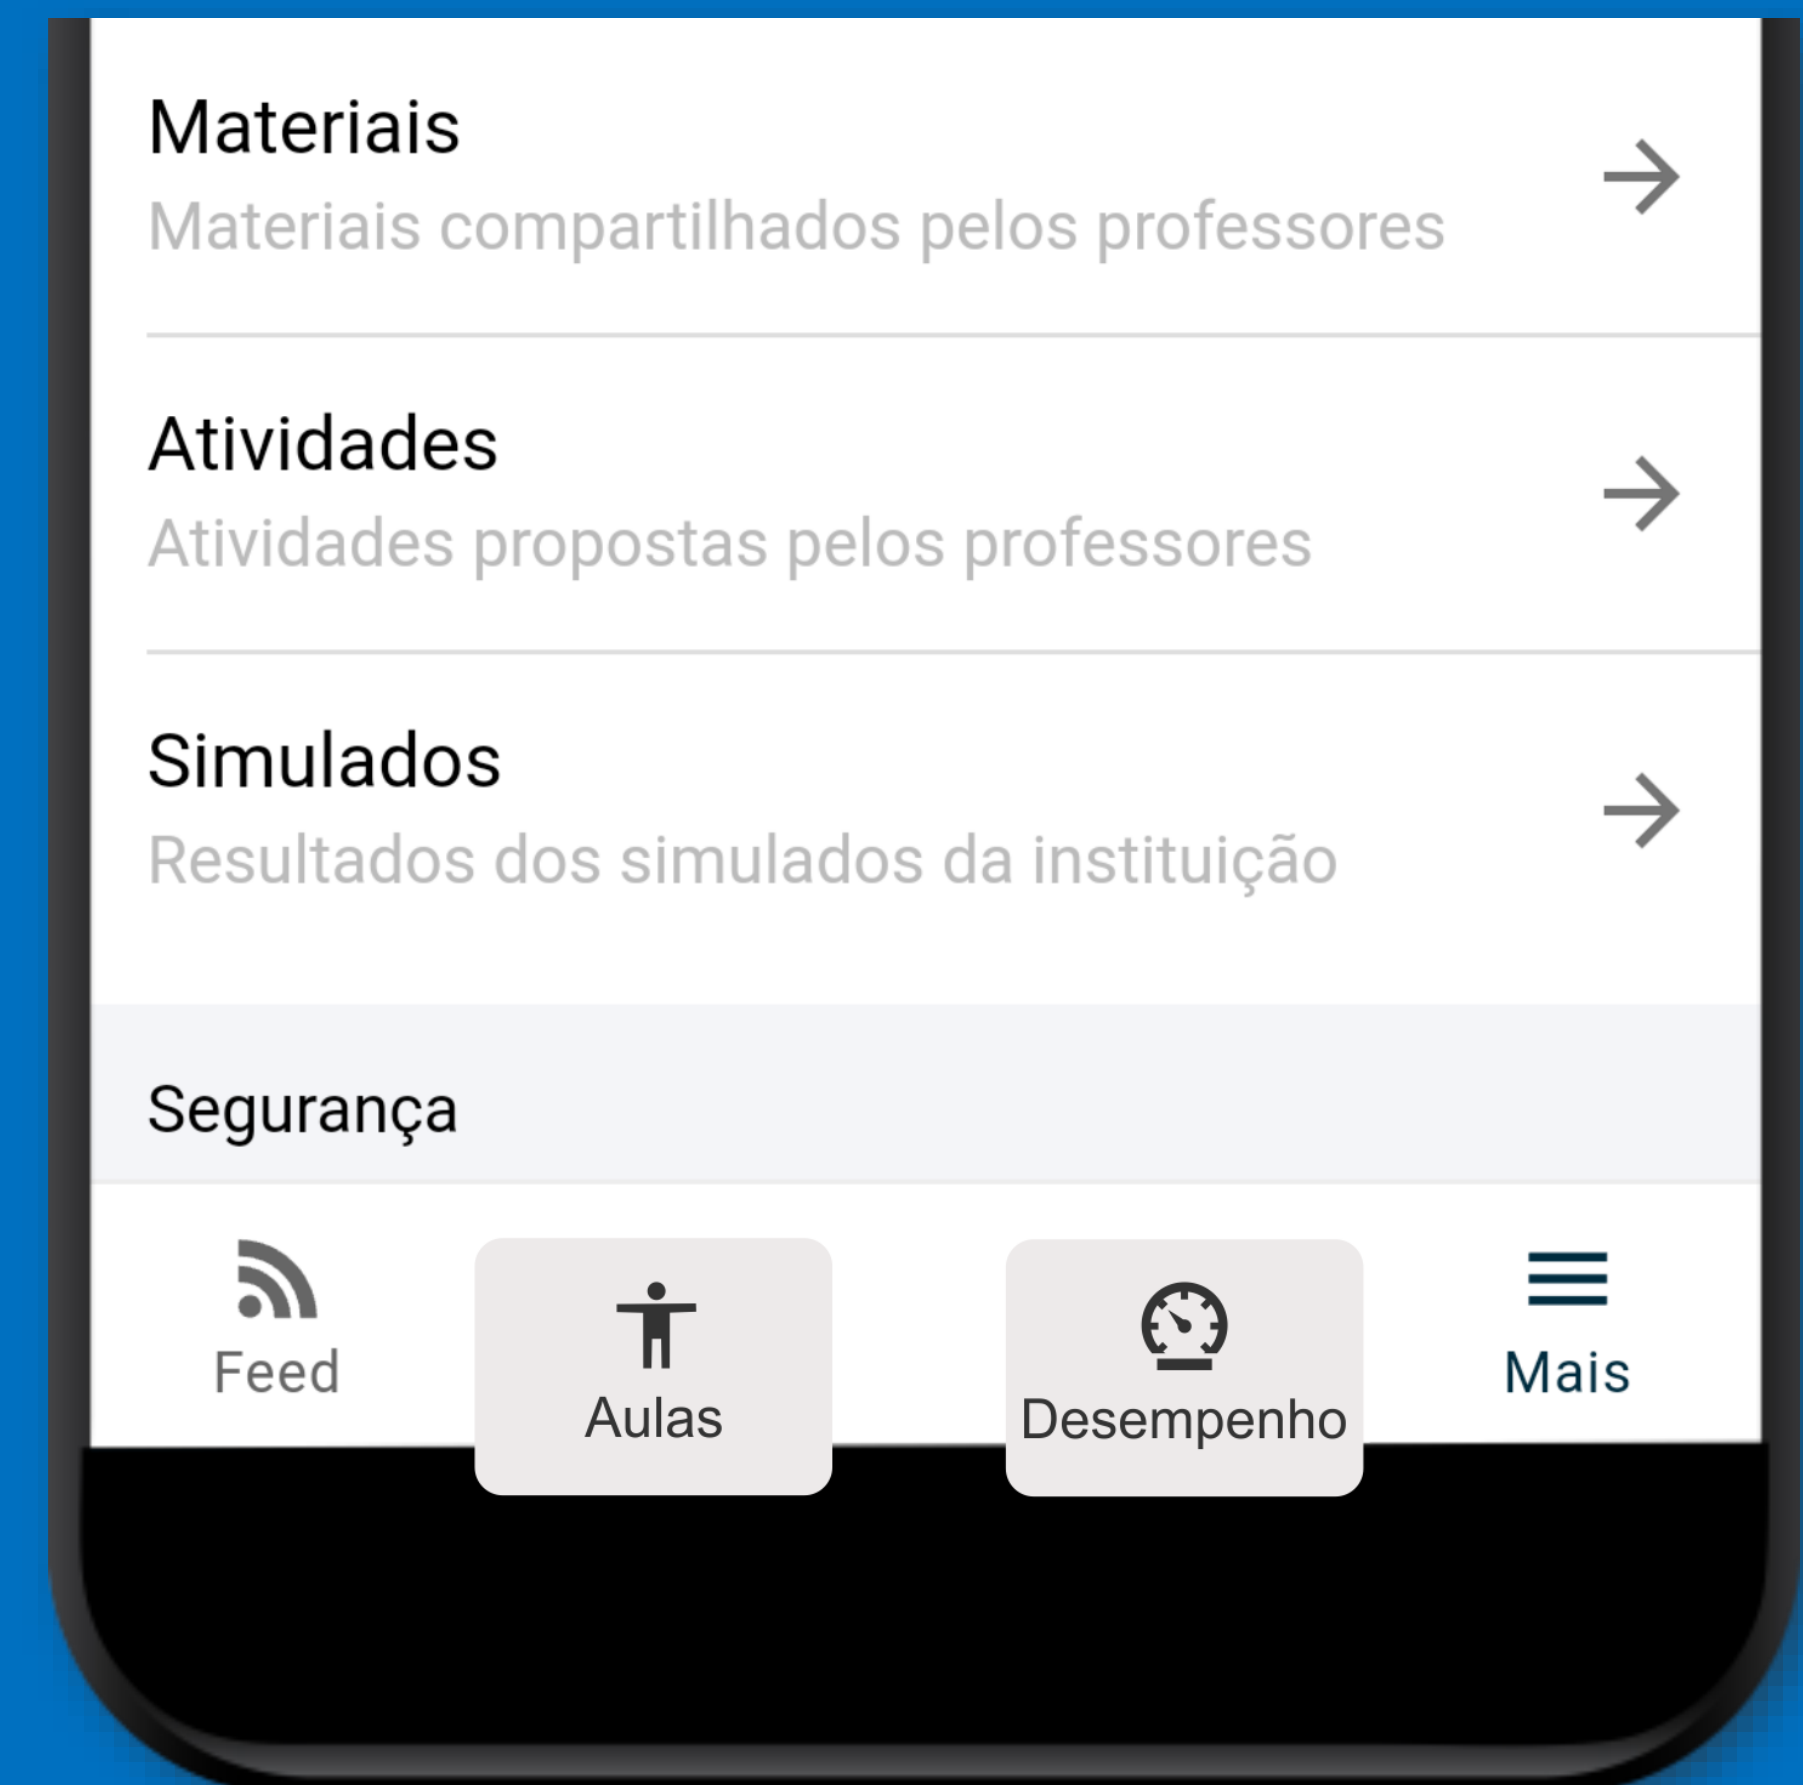 Materiais
Materiais compartilhados pelos professores
Atividades
Atividades propostas pelos professores
Simulados
Resultados dos simulados da instituição
Segurança
Feed
Aulas
Desempenho
Mais